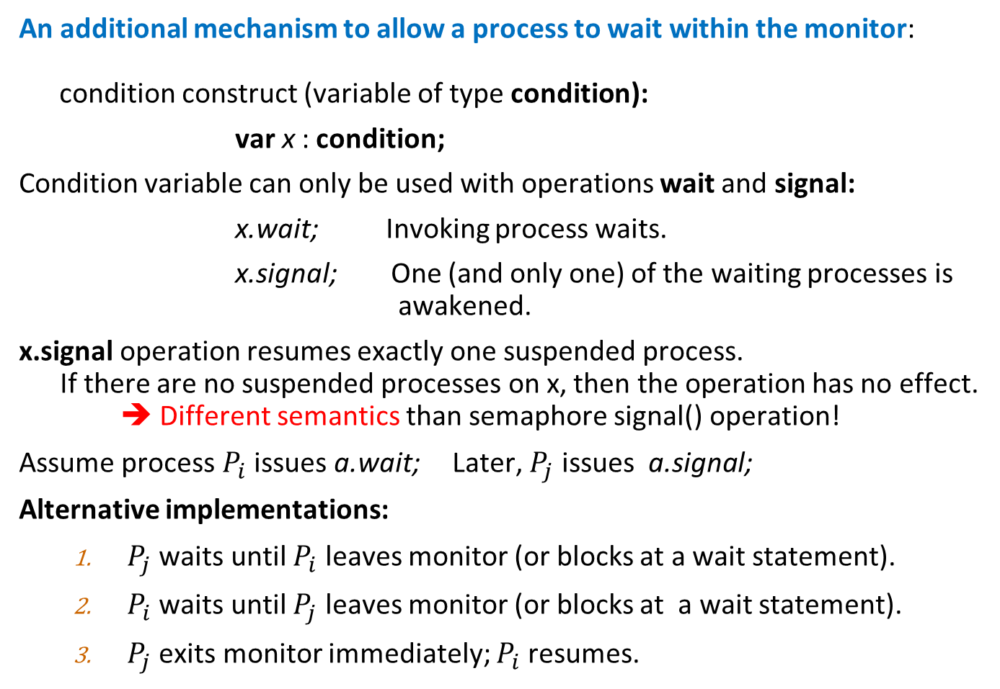 An additional mechanism to allow a process to wait within the monitor:
condition construct (variable of type condition):
var x : condition;
Condition variable can only be used with operations wait and signal:
x.wait; Invoking process waits.
x.signal; One (and only one) of the waiting processes is
awakened.
x.signal operation resumes exactly one suspended process.
If there are no suspended processes on x, then the operation has no effect.
➔ Different semantics than semaphore signal() operation!
Assume process P_i issues a.wait; Later, P_j issues a.signal;
Alternative implementations:
1. P_j waits until P_i leaves monitor (or blocks at a wait statement).
2. P_i waits until P_j leaves monitor (or blocks at a wait statement).
3. P_j exits monitor immediately; P_i resumes.